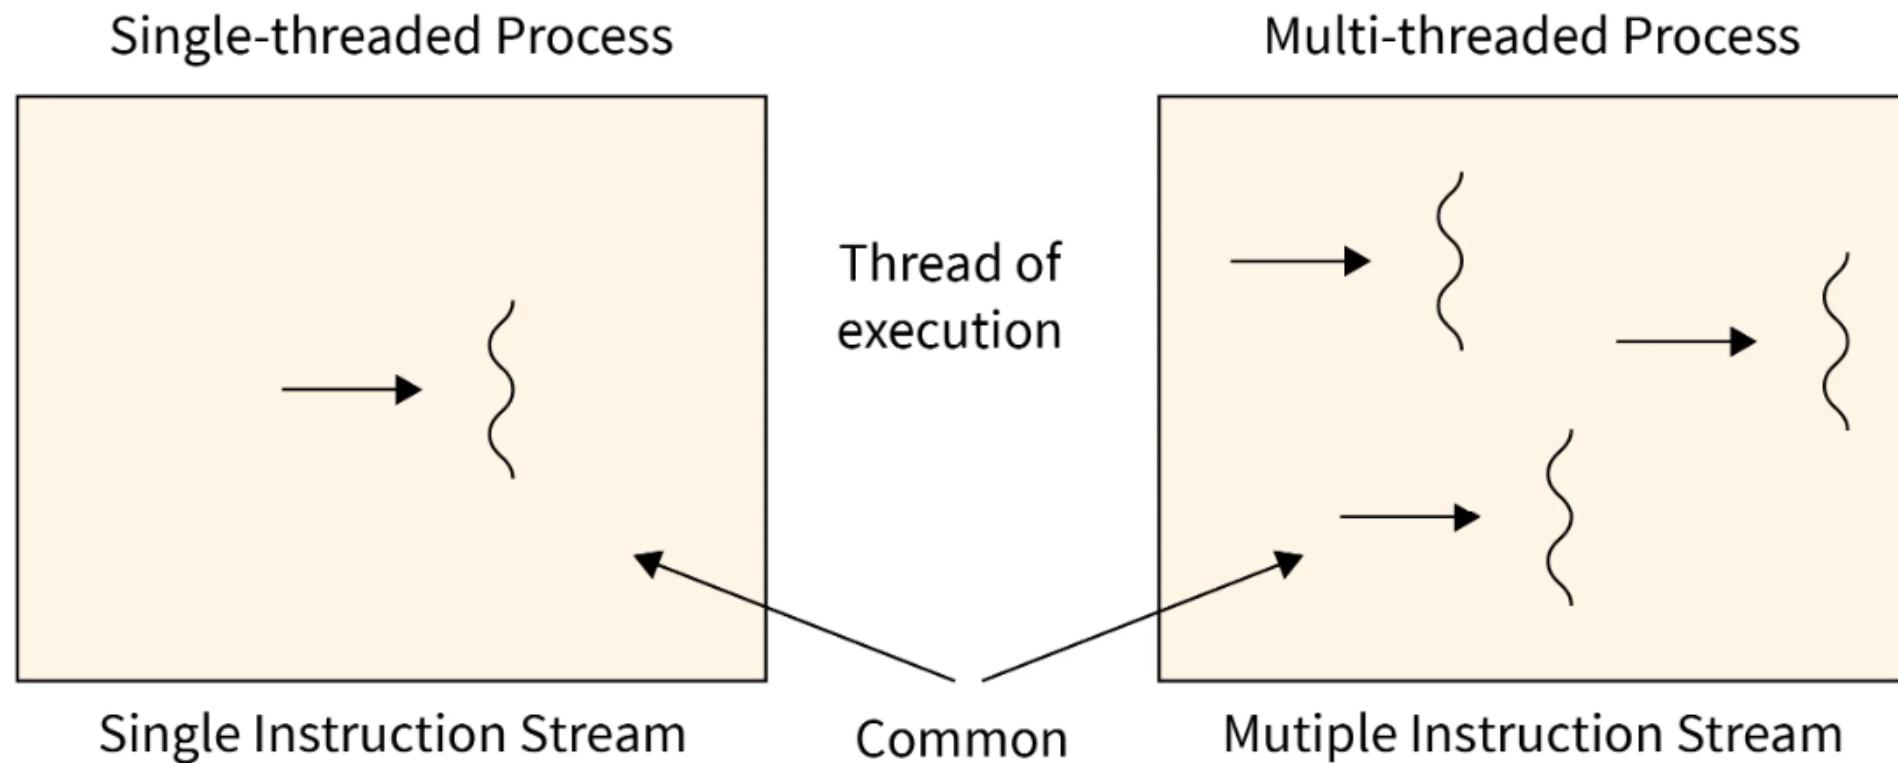 Single-threaded Process
Multi-threaded Process
Thread of
execution
Single Instruction Stream
Common
Mutiple Instruction Stream